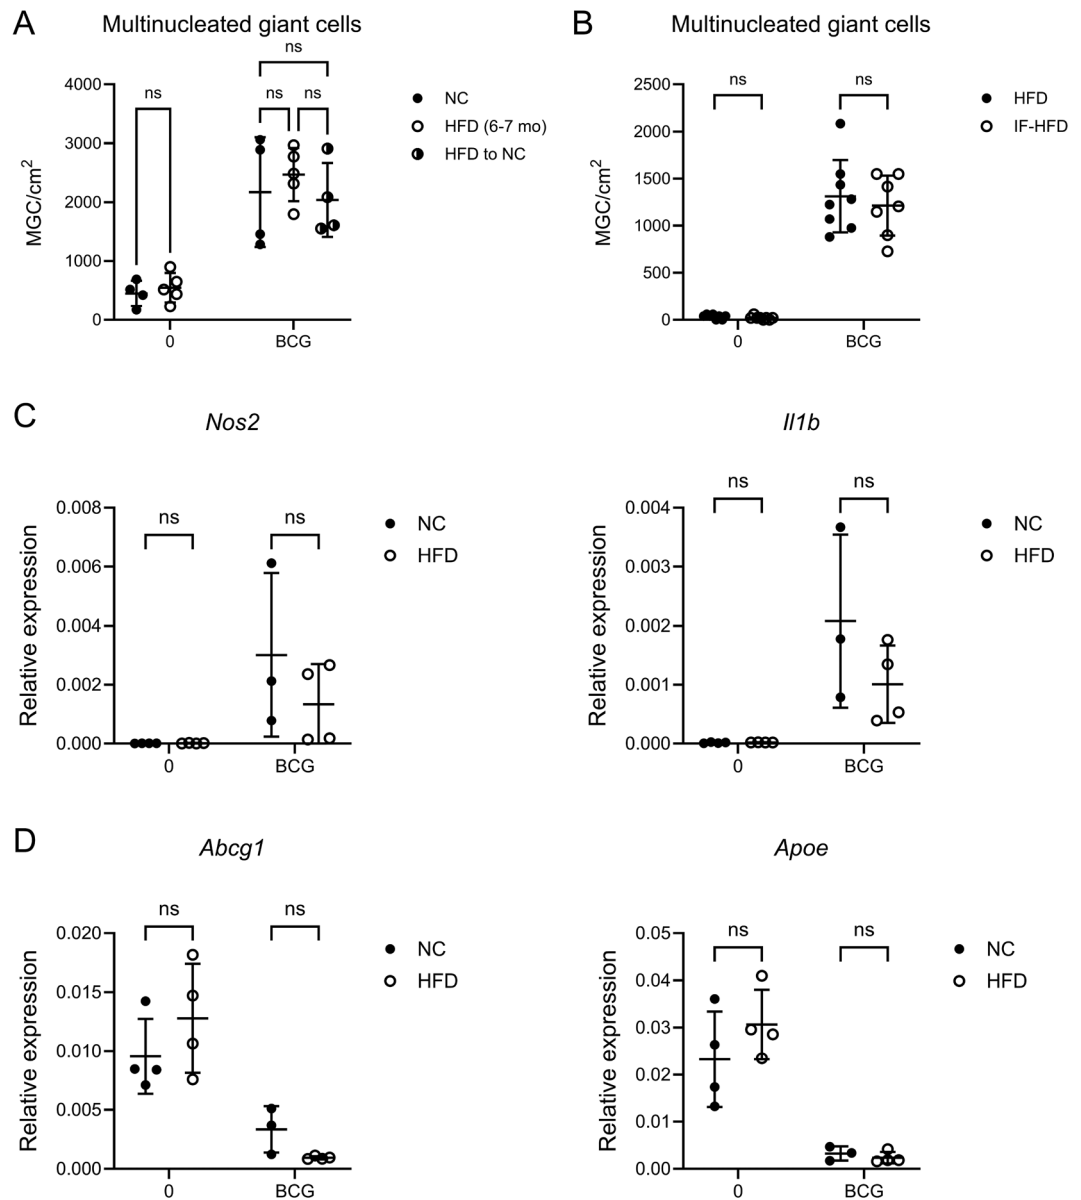 A
Multinucleated giant cells
ns
ns
ns
ns
4000
3000
2000
1000
0
MGC/cm²
0
BCG
NC
HFD (6-7 mo)
HFD to NC
B
Multinucleated giant cells
ns
ns
2500
2000
1500
1000
500
0
MGC/cm²
0
BCG
HFD
IF-HFD
C
Nos2
ns
ns
0.008
0.006
0.004
0.002
0.000
Relative expression
0
BCG
NC
HFD
Il1b
ns
ns
0.004
0.003
0.002
0.001
0.000
Relative expression
0
BCG
NC
HFD
D
Abcg1
ns
ns
0.020
0.015
0.010
0.005
0.000
Relative expression
0
BCG
NC
HFD
Apoe
ns
ns
0.05
0.04
0.03
0.02
0.01
0.00
Relative expression
0
BCG
NC
HFD